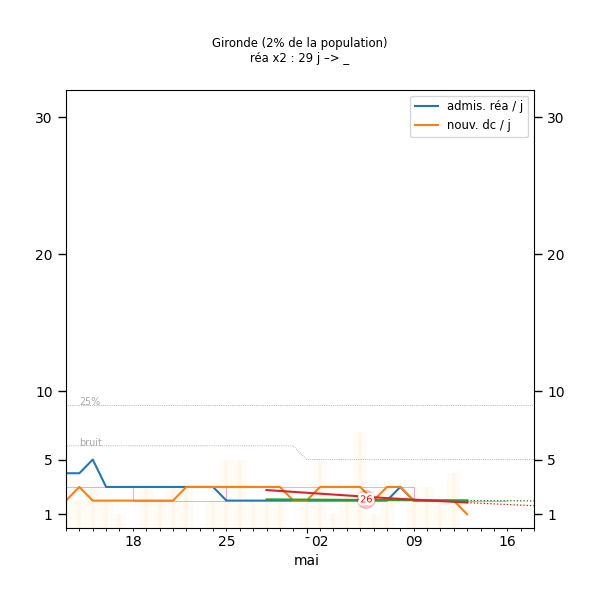 Gironde (2% de la population)
réa x2 : 29 j –> _
admis. réa / j
nouv. dc / j
30
30
20
20
10
10
25%
bruit
5
5
26
1
1
18
25
02
09
16
mai